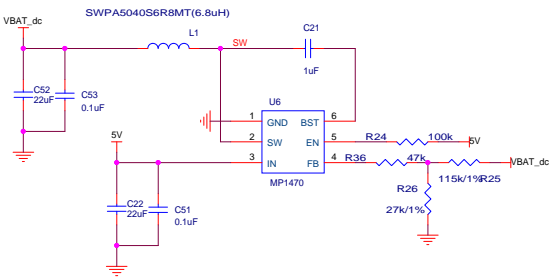 SWPA5040S6R8MT(6.8uH)
VBAT_dc
L1
SW
C21
1uF
C52
22uF
C53
0.1uF
U6
1
GND
BST
6
2
SW
EN
5
3
IN
FB
4
MP1470
R24
100k
5V
R36
47k
VBAT_dc
115k/1%R25
R26
27k/1%
5V
C22
22uF
C51
0.1uF